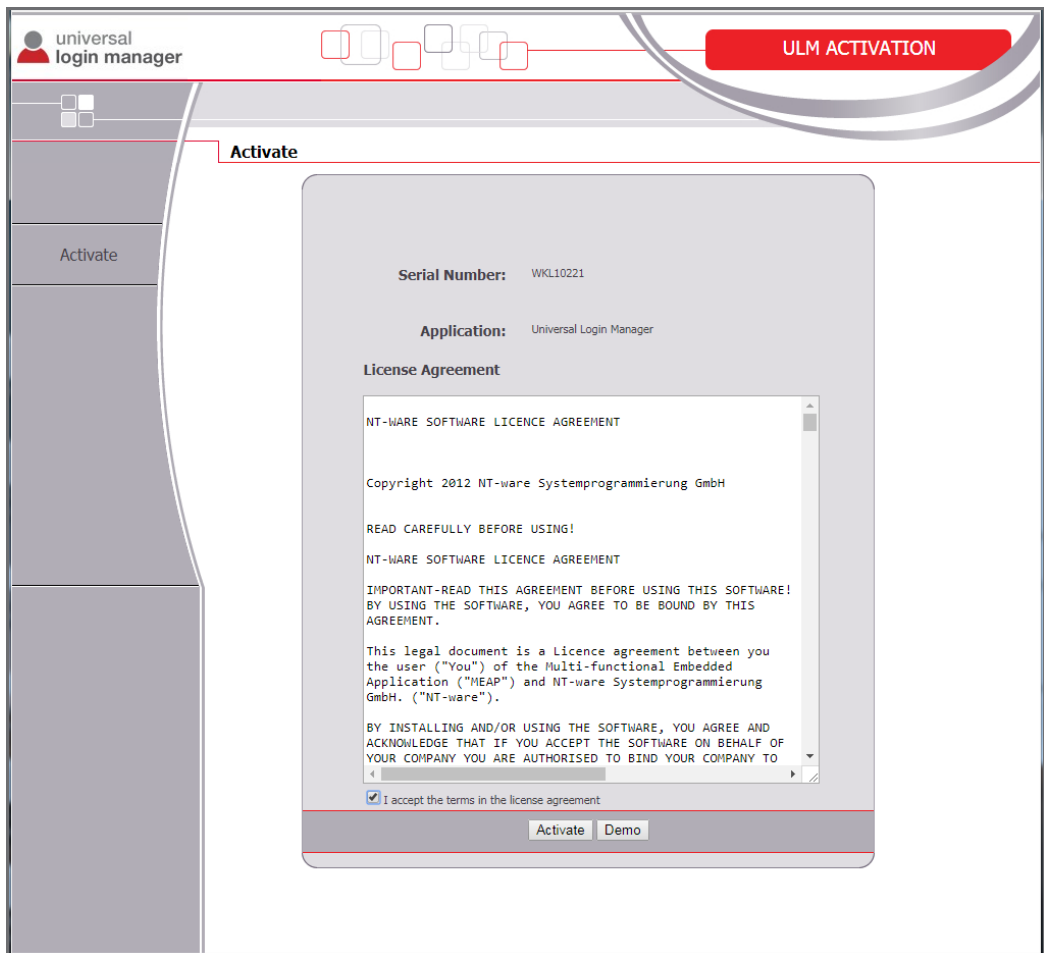 universal
login manager
ULM ACTIVATION
Activate
Activate
Serial Number: WKL10221
Application: Universal Login Manager
License Agreement
NT-WARE SOFTWARE LICENCE AGREEMENT
Copyright 2012 NT-ware Systemprogrammierung GmbH
READ CAREFULLY BEFORE USING!
NT-WARE SOFTWARE LICENCE AGREEMENT
IMPORTANT-READ THIS AGREEMENT BEFORE USING THIS SOFTWARE!
BY USING THE SOFTWARE, YOU AGREE TO BE BOUND BY THIS
AGREEMENT.
This legal document is a Licence agreement between you
the user ("You") of the Multi-functional Embedded
Application ("MEAP") and NT-ware Systemprogrammierung
GmbH. ("NT-ware").
BY INSTALLING AND/OR USING THE SOFTWARE, YOU AGREE AND
ACKNOWLEDGE THAT IF YOU ACCEPT THE SOFTWARE ON BEHALF OF
YOUR COMPANY YOU ARE AUTHORISED TO BIND YOUR COMPANY TO
I accept the terms in the license agreement
Activate Demo